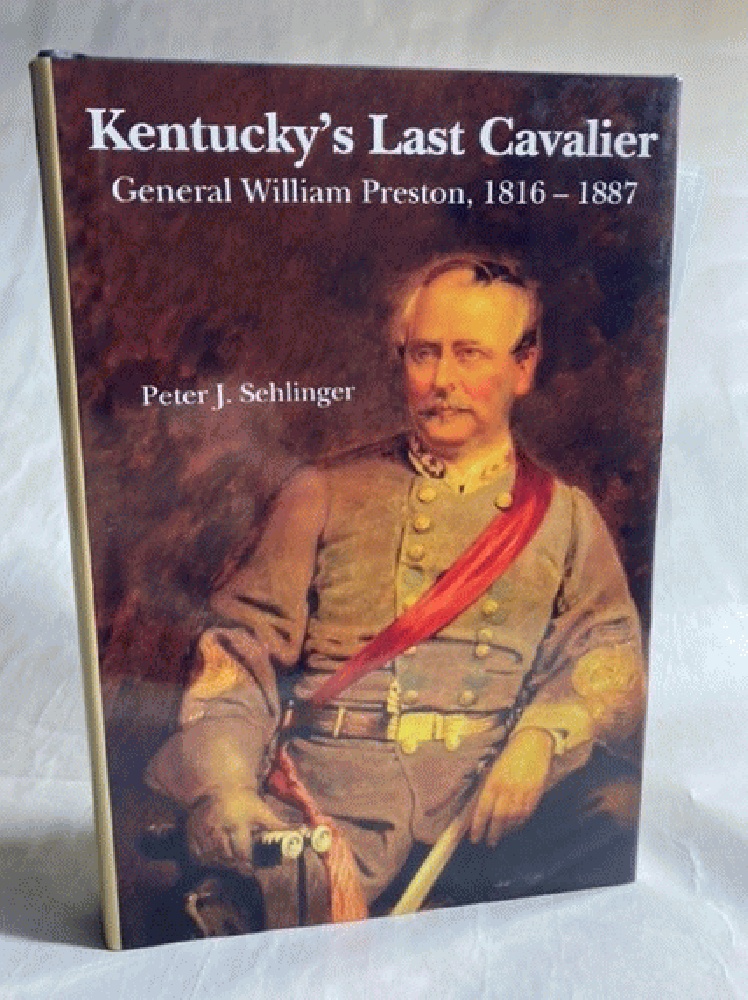 Kentucky's Last Cavalier
General William Preston, 1816 – 1887
Peter J. Sehlinger